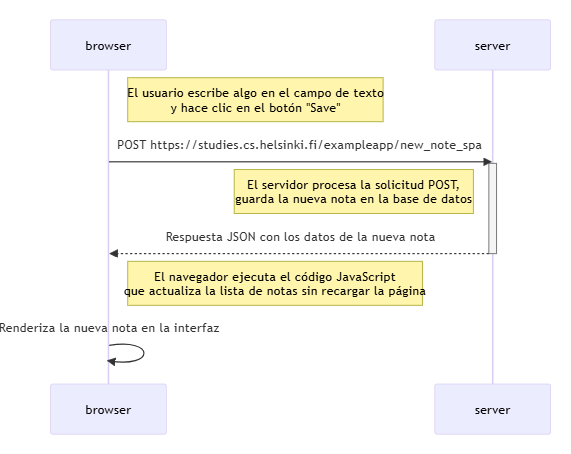 browser
server
El usuario escribe algo en el campo de texto
y hace clic en el botón "Save"
POST https://studies.cs.helsinki.fi/exampleapp/new_note_spa
El servidor procesa la solicitud POST,
guarda la nueva nota en la base de datos
Respuesta JSON con los datos de la nueva nota
El navegador ejecuta el código JavaScript
que actualiza la lista de notas sin recargar la página
Renderiza la nueva nota en la interfaz
browser
server